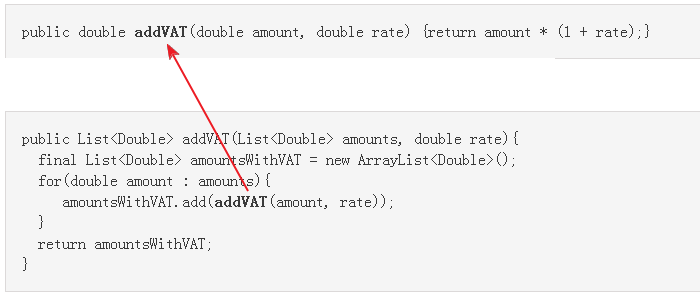 public double addVAT(double amount, double rate) {return amount * (1 + rate);}
public List<Double> addVAT(List<Double> amounts, double rate){
final List<Double> amountsWithVAT = new ArrayList<Double>();
for(double amount : amounts){
amountsWithVAT.add(addVAT(amount, rate));
}
return amountsWithVAT;
}